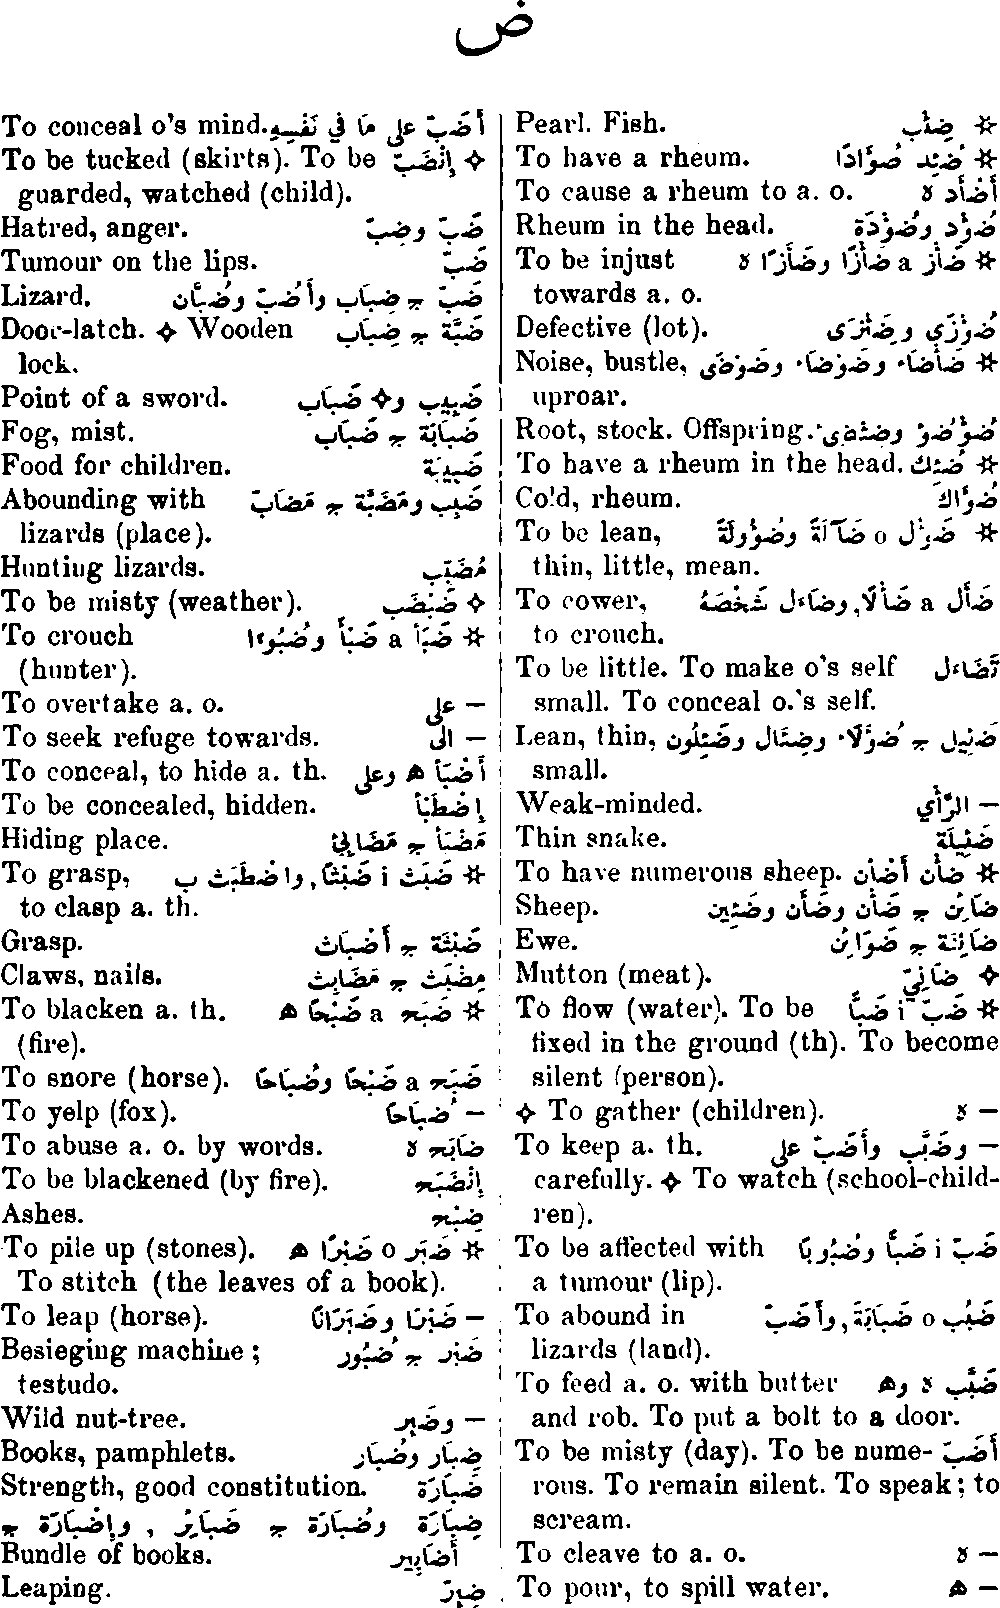 ض
Pearl. Fish. ضِئْب ✲
To have a rheum. ضُئِد ضُؤَادًا ✲
To cause a rheum to a. o. أَضْأَد ه
Rheum in the head. ضُؤْد وضُؤْدَة
To be injust ضَأَز a ضَأْزًا وضَأَزًا ه ✲
towards a. o.
Defective (lot). ضُؤْزَى وضِئْزَى
Noise, bustle, ضَأْضَاء وضَوْضَاء وضَوْضَى ✲
uproar.
Root, stock. Offspring. ضُؤْضُؤ وضِئْضِئ
To have a rheum in the head. ضُئِك ✲
Cold, rheum. ضُؤَاك
To be lean, ضَؤُل o ضَآلَةً وضُؤُولَةً ✲
thin, little, mean.
To cower, ضَأَل a ضَأْلًا, وضَاءَل شَخْصَهُ
to crouch.
To be little. To make o's self تَضَاءَل
small. To conceal o.'s self.
Lean, thin, ضَئِيل ج ضُؤَلَاء وضِئَال وضَئِيلُون
small.
Weak-minded. — الرَّأْي
Thin snake. ضَئِيلَة
To have numerous sheep. ضَأَن أَضْأَن ✲
Sheep. ضَائِن ج ضَأْن وضَأَن وضَئِين
Ewe. ضَائِنَة ج ضَوَائِن
Mutton (meat). ضَانِيّ ✧
To flow (water). To be ضَبّ i ضَبًّا ✲
fixed in the ground (th). To become
silent (person).
✧ To gather (children). — ه
To keep a. th. — وضَبَّب وأَضَبّ عَلَى
carefully. ✧ To watch (school-child-
ren).
To be affected with ضَبّ i ضَبًّا وضُبُوبًا
a tumour (lip).
To abound in ضَبُب o ضَبَابَةً, وأَضَبّ
lizards (land).
To feed a. o. with butter ضَبَّب ه وه
and rob. To put a bolt to a door.
To be misty (day). To be nume- أَضَبّ
rous. To remain silent. To speak; to
scream.
To cleave to a. o. — ه
To pour, to spill water. — ه
To conceal o's mind. أَضَبّ عَلَى مَا فِي نَفْسِهِ
To be tucked (skirts). To be إِنْضَبّ ✧
guarded, watched (child).
Hatred, anger. ضَبّ وضِبّ
Tumour on the lips. ضَبّ
Lizard. ضَبّ ج ضِبَاب وأَضُبّ وضُبَّان
Door-latch. ✧ Wooden ضَبَّة ج ضِبَاب
lock.
Point of a sword. ضَبِيب و✧ ضَبَاب
Fog, mist. ضَبَابَة ج ضَبَاب
Food for children. ضَبِيبَة
Abounding with ضَبِب ومَضَبَّة ج مَضَابّ
lizards (place).
Hunting lizards. مُضَبِّب
To be misty (weather). ضَبْضَب ✧
To crouch ضَبَأ a ضَبْأً وضُبُوءًا ✲
(hunter).
To overtake a. o. — عَلَى
To seek refuge towards. — الى
To conceal, to hide a. th. أَضْبَأ ه وعلى
To be concealed, hidden. إِضْطَبَأ
Hiding place. مَضْبَأ ج مَضَابِئ
To grasp, ضَبَث i ضَبْثًا, واضْطَبَث ب ✲
to clasp a. th.
Grasp. ضَبْثَة ج أَضْبَاث
Claws, nails. مِضْبَث ج مَضَابِث
To blacken a. th. ضَبَح a ضَبْحًا ه ✲
(fire).
To snore (horse). ضَبَح a ضَبْحًا وضُبَاحًا
To yelp (fox). — ضُبَاحًا
To abuse a. o. by words. ضَابَح ه
To be blackened (by fire). إِنْضَبَح
Ashes. ضِبْح
To pile up (stones). ضَبَر o ضَبْرًا ه ✲
To stitch (the leaves of a book).
To leap (horse). — ضَبْرًا وضَبَرَانًا
Besieging machine; ضَبْر ج ضُبُور
testudo.
Wild nut-tree. — وضَبِر
Books, pamphlets. ضِبَار وضُبَار
Strength, good constitution. ضَبَارَة
ضِبَارَة وضُبَارَة ج ضَبَائِر , وإِضْبَارَة ج
Bundle of books. أَضَابِير
Leaping. ضِبِرّ